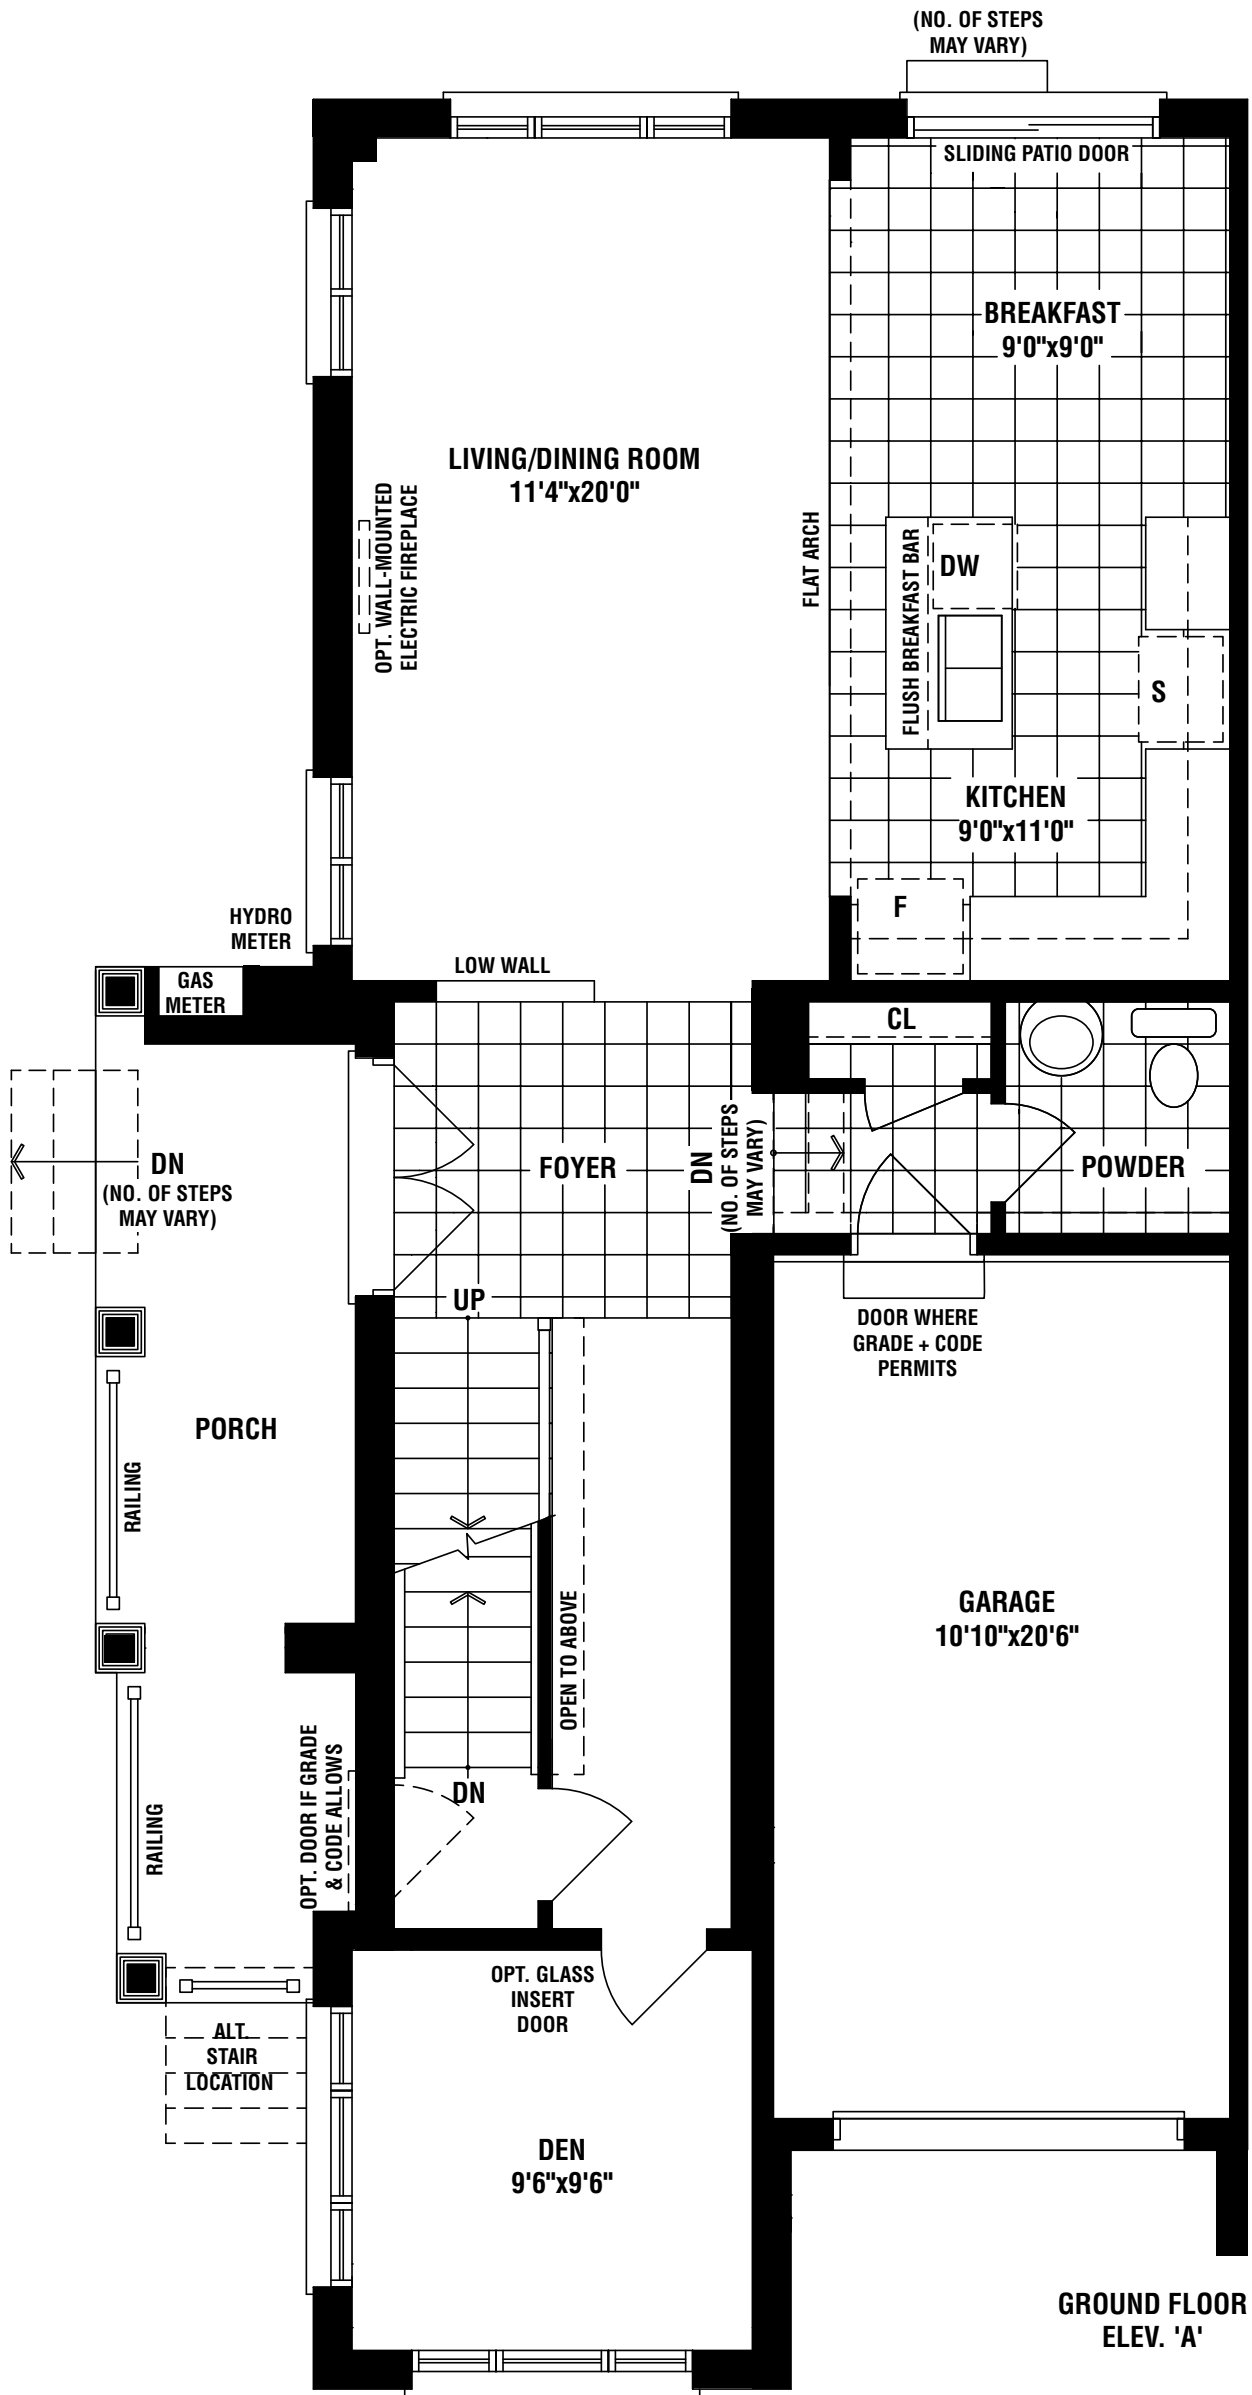 (NO. OF STEPS
MAY VARY)
SLIDING PATIO DOOR
BREAKFAST
9'0"x9'0"
LIVING/DINING ROOM
11'4"x20'0"
OPT. WALL-MOUNTED
ELECTRIC FIREPLACE
FLAT ARCH
FLUSH BREAKFAST BAR
DW
S
KITCHEN
9'0"x11'0"
F
HYDRO
METER
GAS
METER
LOW WALL
CL
DN
(NO. OF STEPS
MAY VARY)
FOYER
DN
(NO. OF STEPS
MAY VARY)
POWDER
UP
DOOR WHERE
GRADE + CODE
PERMITS
PORCH
RAILING
OPEN TO ABOVE
GARAGE
10'10"x20'6"
RAILING
OPT. DOOR IF GRADE
& CODE ALLOWS
DN
OPT. GLASS
INSERT
DOOR
ALT.
STAIR
LOCATION
DEN
9'6"x9'6"
GROUND FLOOR
ELEV. 'A'